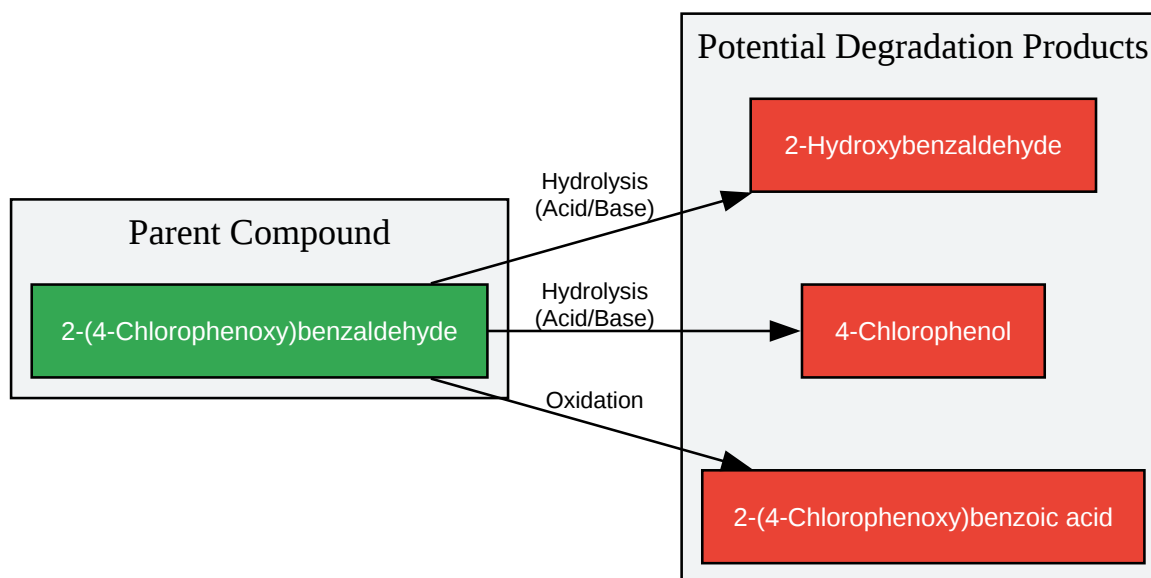 Potential Degradation Products
2-Hydroxybenzaldehyde
Hydrolysis
(Acid/Base)
Parent Compound
2-(4-Chlorophenoxy)benzaldehyde
Hydrolysis
(Acid/Base)
4-Chlorophenol
Oxidation
2-(4-Chlorophenoxy)benzoic acid